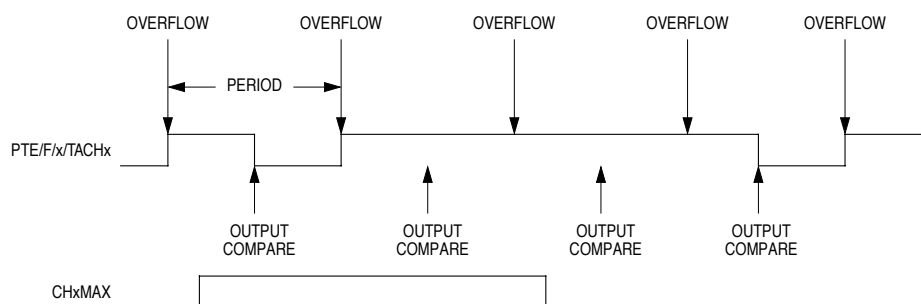 OVERFLOW OVERFLOW OVERFLOW OVERFLOW OVERFLOW
PERIOD
PTE/F/x/TACHx
OUTPUT COMPARE
OUTPUT COMPARE
OUTPUT COMPARE
OUTPUT COMPARE
CHxMAX